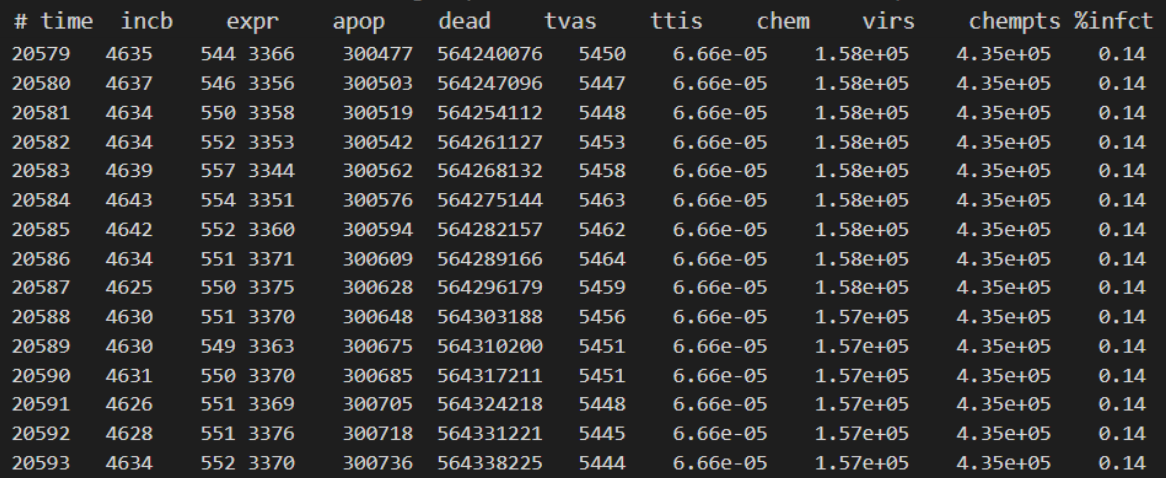 # time incb expr apop dead tvas ttis chem virs chempts %infct
20579 4635 544 3366 300477 564240076 5450 6.66e-05 1.58e+05 4.35e+05 0.14
20580 4637 546 3356 300503 564247096 5447 6.66e-05 1.58e+05 4.35e+05 0.14
20581 4634 550 3358 300519 564254112 5448 6.66e-05 1.58e+05 4.35e+05 0.14
20582 4634 552 3353 300542 564261127 5453 6.66e-05 1.58e+05 4.35e+05 0.14
20583 4639 557 3344 300562 564268132 5458 6.66e-05 1.58e+05 4.35e+05 0.14
20584 4643 554 3351 300576 564275144 5463 6.66e-05 1.58e+05 4.35e+05 0.14
20585 4642 552 3360 300594 564282157 5462 6.66e-05 1.58e+05 4.35e+05 0.14
20586 4634 551 3371 300609 564289166 5464 6.66e-05 1.58e+05 4.35e+05 0.14
20587 4625 550 3375 300628 564296179 5459 6.66e-05 1.58e+05 4.35e+05 0.14
20588 4630 551 3370 300648 564303188 5456 6.66e-05 1.57e+05 4.35e+05 0.14
20589 4630 549 3363 300675 564310200 5451 6.66e-05 1.57e+05 4.35e+05 0.14
20590 4631 550 3370 300685 564317211 5451 6.66e-05 1.57e+05 4.35e+05 0.14
20591 4626 551 3369 300705 564324218 5448 6.66e-05 1.57e+05 4.35e+05 0.14
20592 4628 551 3376 300718 564331221 5445 6.66e-05 1.57e+05 4.35e+05 0.14
20593 4634 552 3370 300736 564338225 5444 6.66e-05 1.57e+05 4.35e+05 0.14